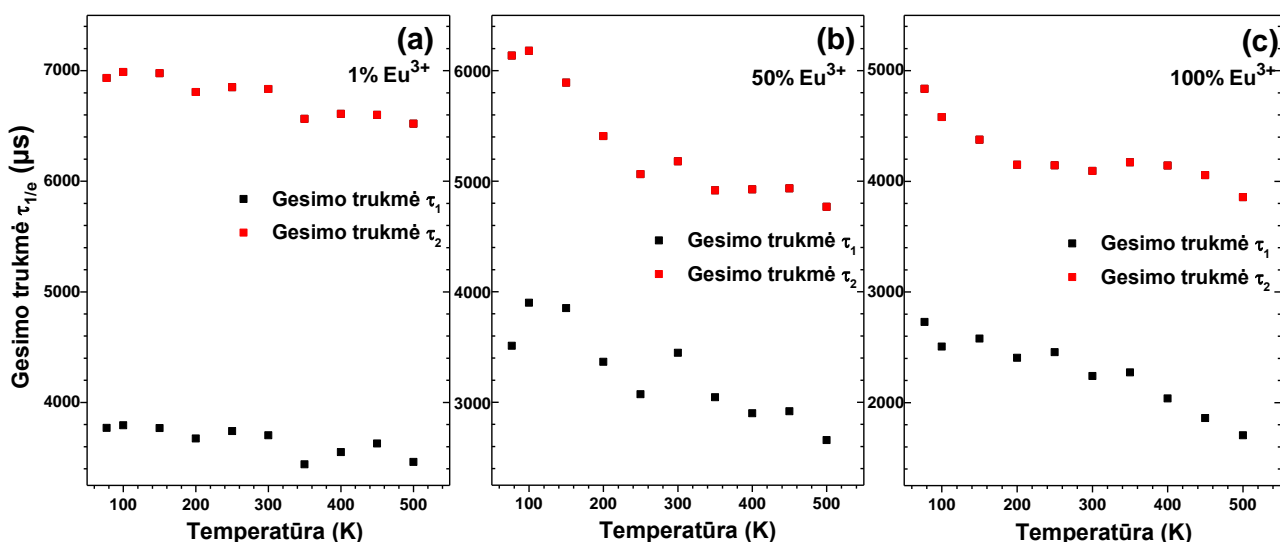 Gesimo trukmė τ1/e (μs)
(a)
1% Eu3+
7000
6000
5000
4000
Gesimo trukmė τ1
Gesimo trukmė τ2
100 200 300 400 500
Temperatūra (K)
(b)
50% Eu3+
6000
5000
4000
3000
Gesimo trukmė τ1
Gesimo trukmė τ2
100 200 300 400 500
Temperatūra (K)
(c)
100% Eu3+
5000
4000
3000
2000
Gesimo trukmė τ1
Gesimo trukmė τ2
100 200 300 400 500
Temperatūra (K)